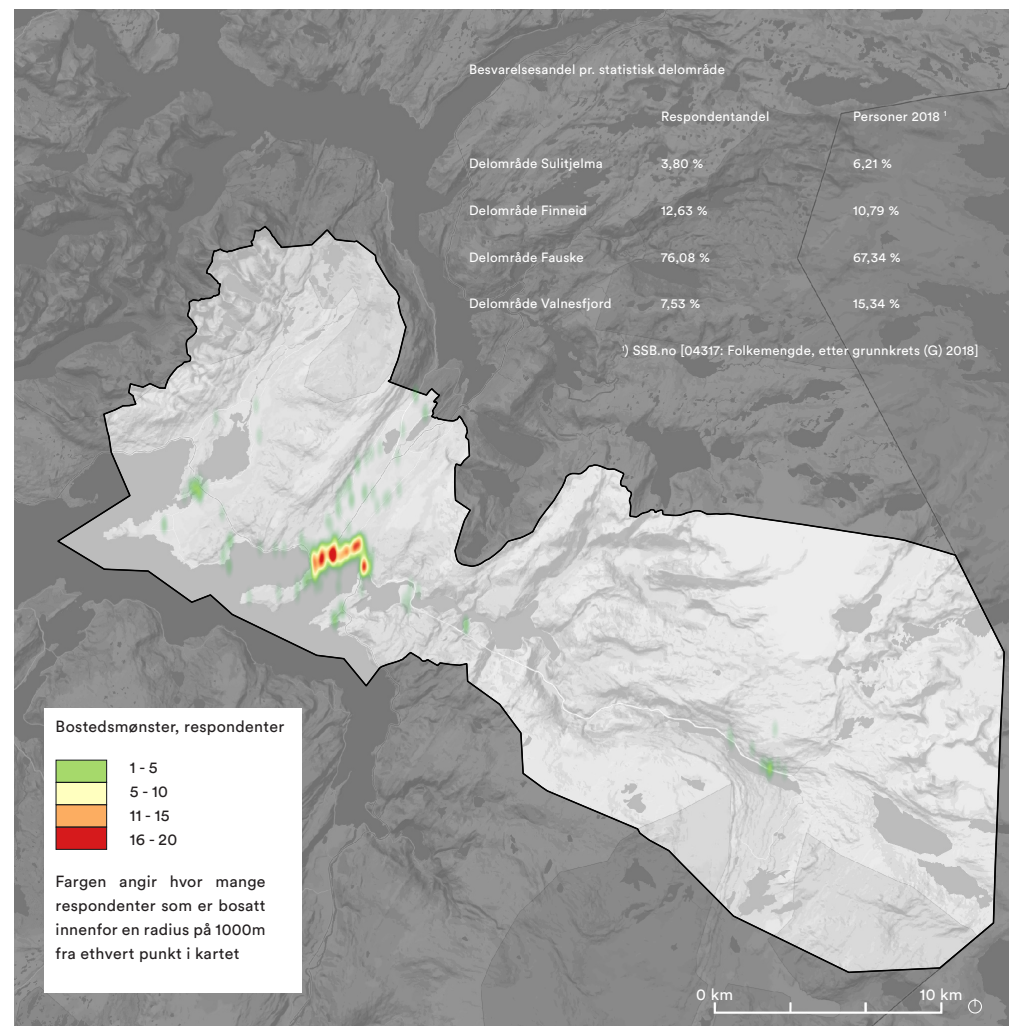 Besvarelsesandel pr. statistisk delområde
Respondentandel Personer 2018 ¹
Delområde Sulitjelma 3,80 % 6,21 %
Delområde Finneid 12,63 % 10,79 %
Delområde Fauske 76,08 % 67,34 %
Delområde Valnesfjord 7,53 % 15,34 %
¹) SSB.no [04317: Folkemengde, etter grunnkrets (G) 2018]
Bostedsmønster, respondenter
1 - 5
5 - 10
11 - 15
16 - 20
Fargen angir hvor mange
respondenter som er bosatt
innenfor en radius på 1000m
fra ethvert punkt i kartet
0 km 10 km